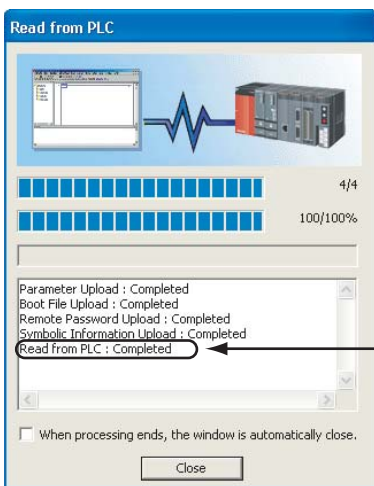 Read from PLC
4/4
100/100%
Parameter Upload : Completed
Boot File Upload : Completed
Remote Password Upload : Completed
Symbolic Information Upload : Completed
Read from PLC : Completed
When processing ends, the window is automatically close.
Close